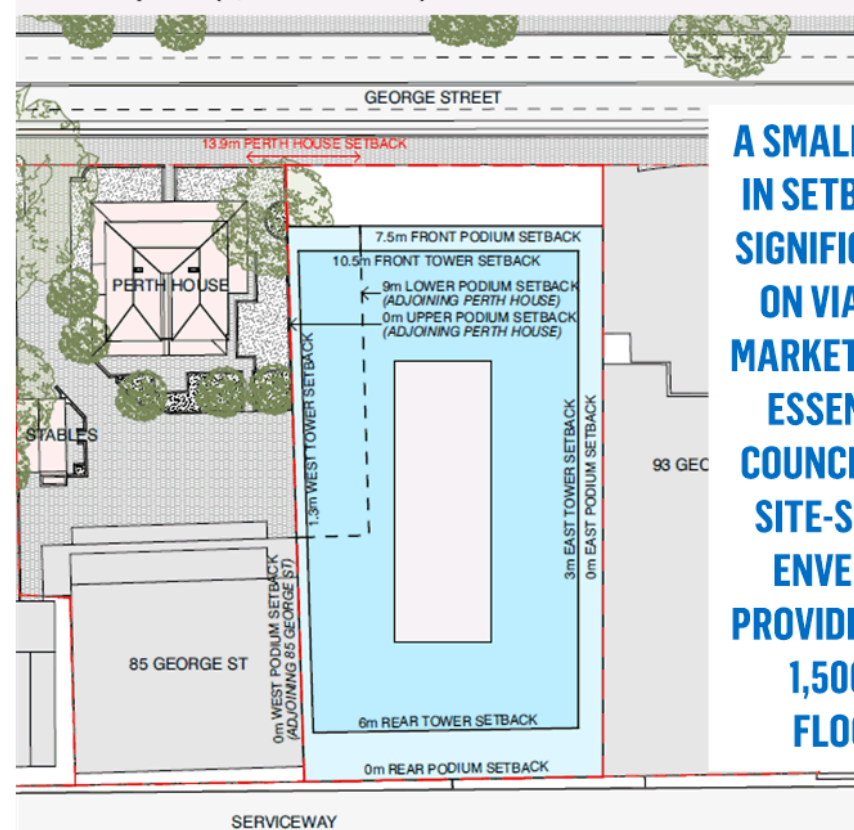 GEORGE STREET
13.9m PERTH HOUSE SETBACK
7.5m FRONT PODIUM SETBACK
10.5m FRONT TOWER SETBACK
9m LOWER PODIUM SETBACK
(ADJOINING PERTH HOUSE)
0m UPPER PODIUM SETBACK
(ADJOINING PERTH HOUSE)
PERTH HOUSE
STABLES
1.3m WEST TOWER SETBACK
3m EAST TOWER SETBACK
0m EAST PODIUM SETBACK
93 GEO
85 GEORGE ST
0m WEST PODIUM SETBACK
(ADJOINING 85 GEORGE ST)
6m REAR TOWER SETBACK
0m REAR PODIUM SETBACK
SERVICEWAY
A SMALL
IN SETB
SIGNIFIC
ON VIA
MARKET
ESSEN
COUNCI
SITE-S
ENVE
PROVID
1,50
FLO